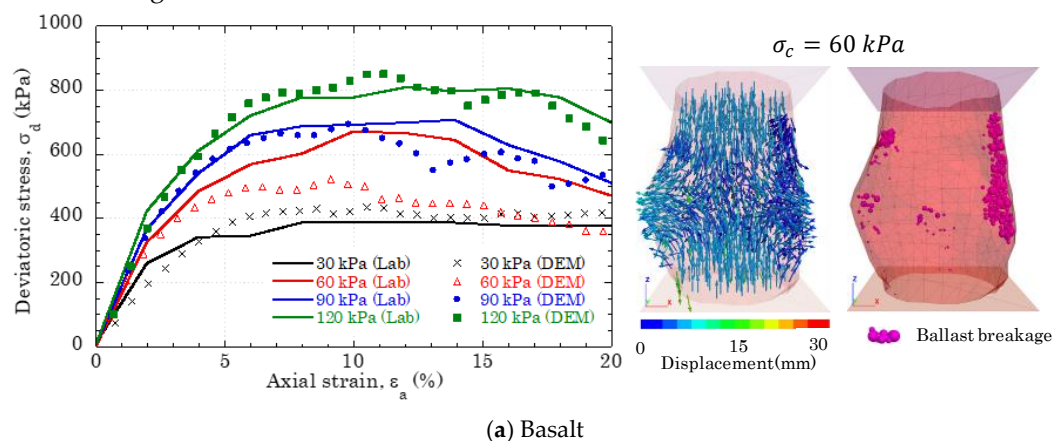 1000
800
600
400
200
0
Deviatoric stress, σd (kPa)
30 kPa (Lab) 30 kPa (DEM)
60 kPa (Lab) 60 kPa (DEM)
90 kPa (Lab) 90 kPa (DEM)
120 kPa (Lab) 120 kPa (DEM)
0 5 10 15 20
Axial strain, εa (%)
σc = 60 kPa
z x
z x
0 15 30
Displacement(mm)
Ballast breakage
(a) Basalt